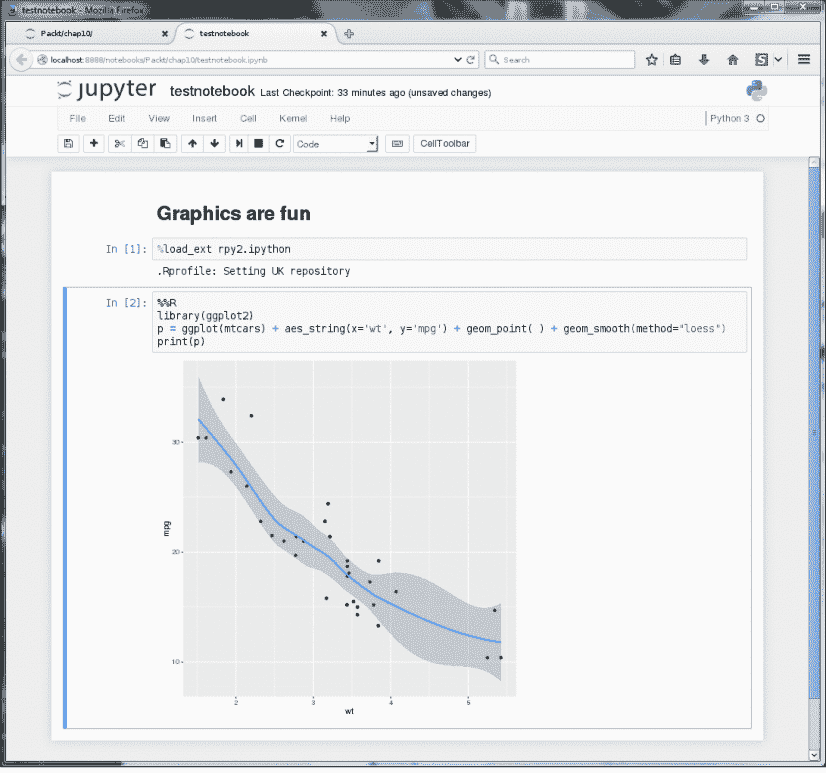 testnotebook - Mozilla Firefox
Packt/chap10/
testnotebook
localhost:8888/notebooks/Packt/chap10/testnotebook.ipynb
Search
jupyter testnotebook Last Checkpoint: 33 minutes ago (unsaved changes)
File Edit View Insert Cell Kernel Help Python 3
Code CellToolbar
Graphics are fun
In [1]: %load_ext rpy2.ipython
.Rprofile: Setting UK repository
In [2]: %%R
library(ggplot2)
p = ggplot(mtcars) + aes_string(x='wt', y='mpg') + geom_point( ) + geom_smooth(method="loess")
print(p)
30
mpg
20
10
2 3 4 5
wt